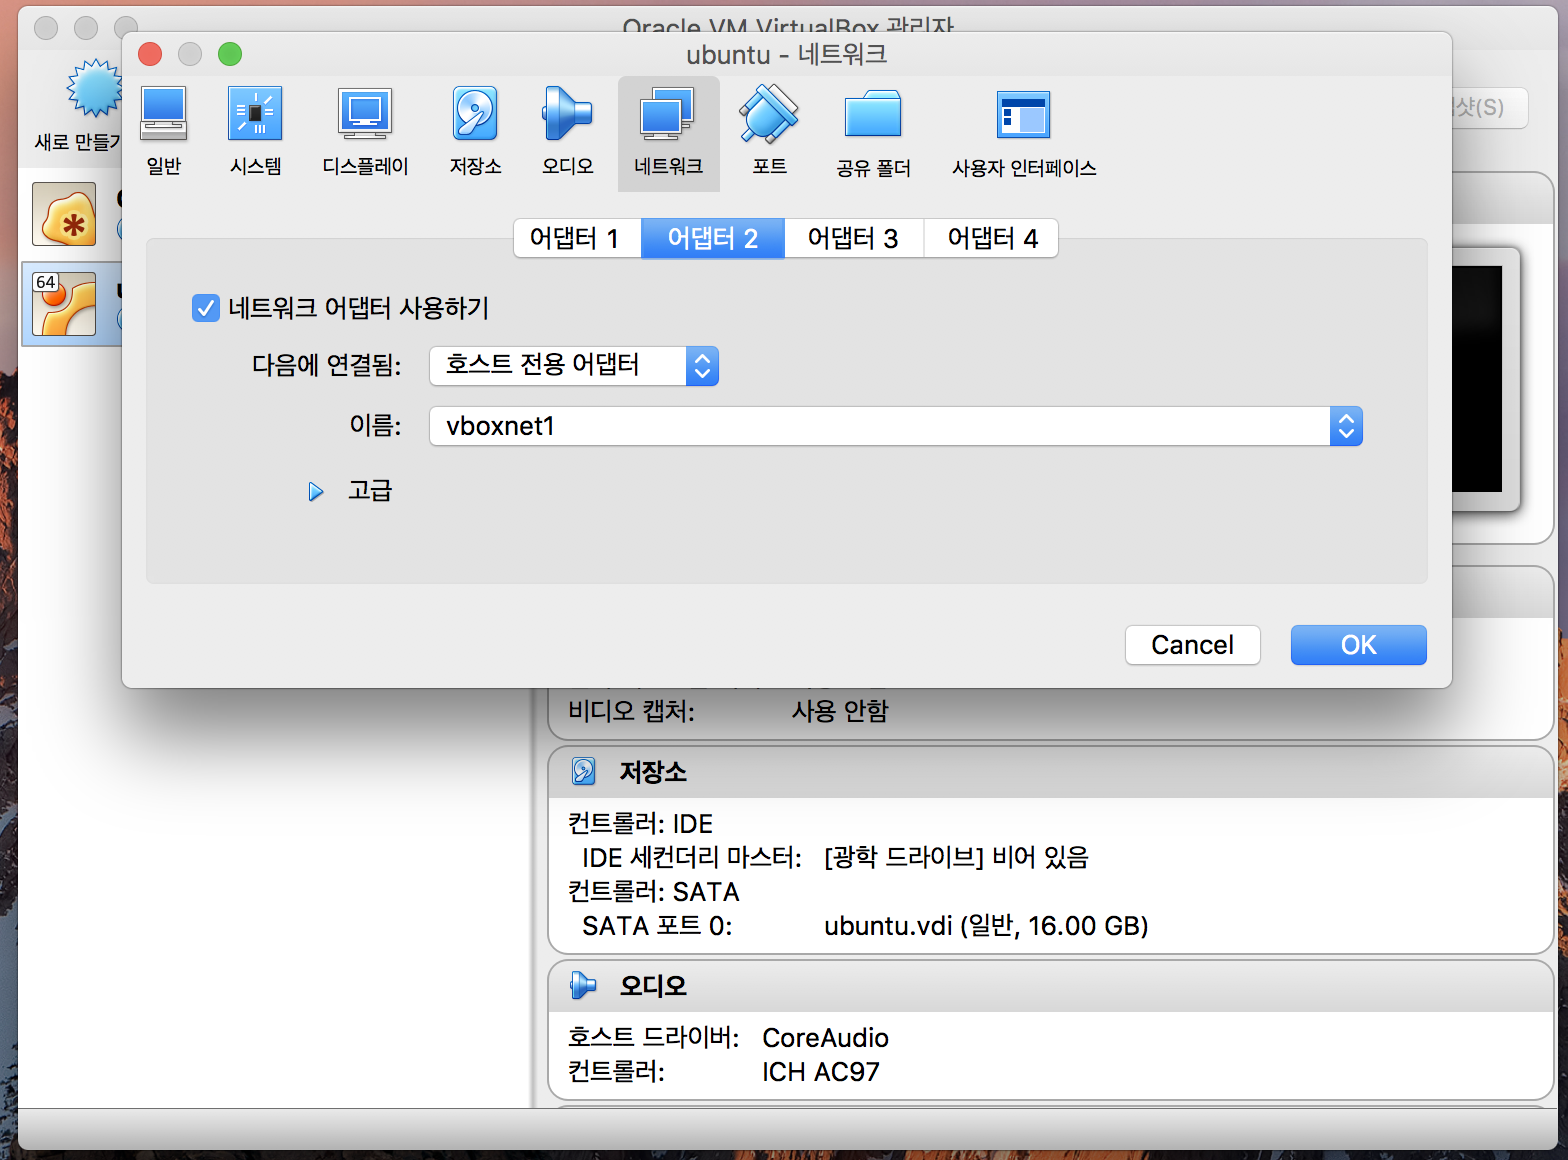 Oracle VM VirtualBox 관리자
ubuntu - 네트워크
새로 만들기
일반
시스템
디스플레이
저장소
오디오
네트워크
포트
공유 폴더
사용자 인터페이스
샷(S)
64
어댑터 1
어댑터 2
어댑터 3
어댑터 4
네트워크 어댑터 사용하기
다음에 연결됨: 호스트 전용 어댑터
이름: vboxnet1
고급
Cancel
OK
비디오 캡처: 사용 안함
저장소
컨트롤러: IDE
IDE 세컨더리 마스터: [광학 드라이브] 비어 있음
컨트롤러: SATA
SATA 포트 0: ubuntu.vdi (일반, 16.00 GB)
오디오
호스트 드라이버: CoreAudio
컨트롤러: ICH AC97